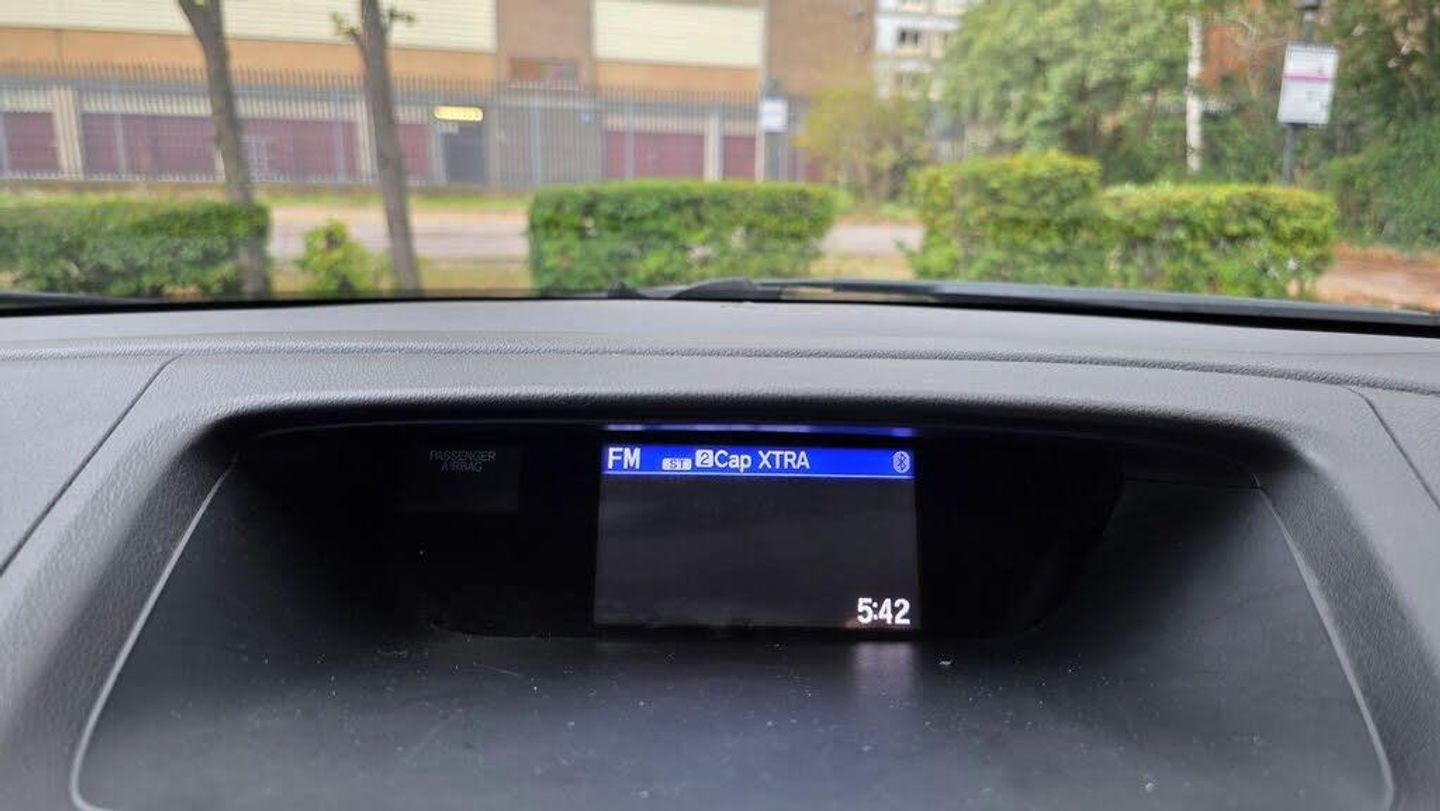 PASSENGER
AIRBAG
FM ST 2 Cap XTRA
5:42